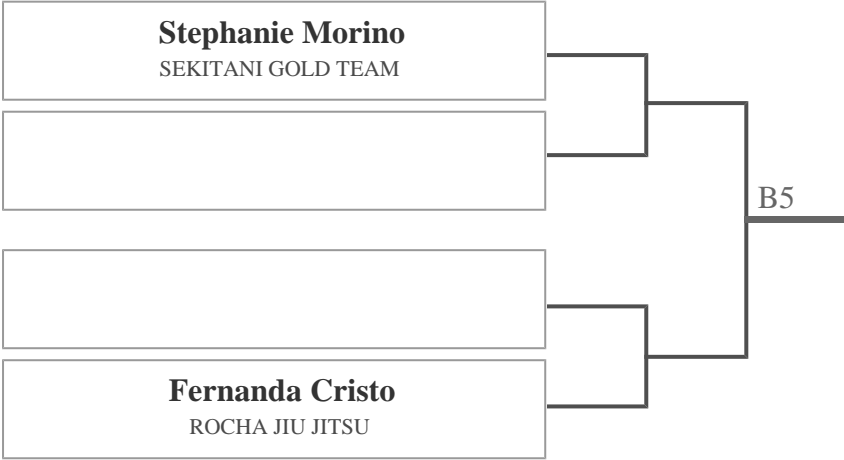 Stephanie Morino
SEKITANI GOLD TEAM
B5
Fernanda Cristo
ROCHA JIU JITSU